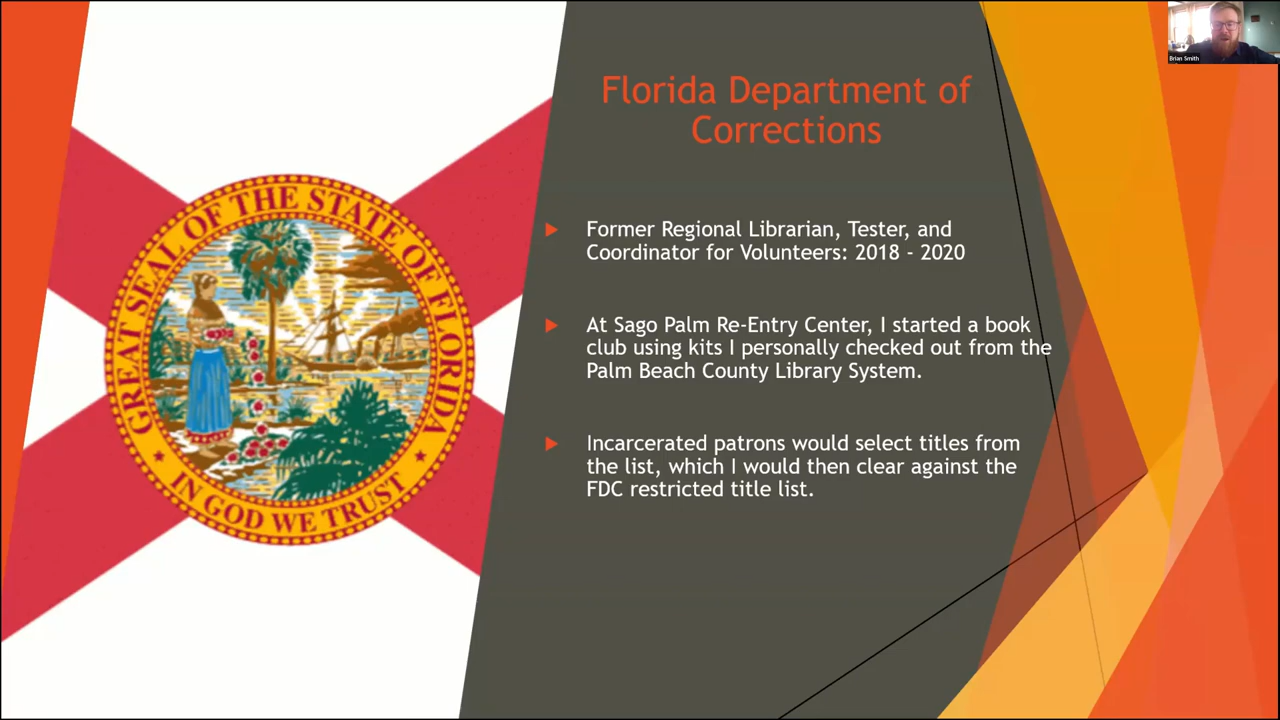 Florida Department of
Corrections
Former Regional Librarian, Tester, and
Coordinator for Volunteers: 2018 - 2020
At Sago Palm Re-Entry Center, I started a book
club using kits I personally checked out from the
Palm Beach County Library System.
Incarcerated patrons would select titles from
the list, which I would then clear against the
FDC restricted title list.
GREAT SEAL OF THE STATE OF FLORIDA
IN GOD WE TRUST
Brian Smith